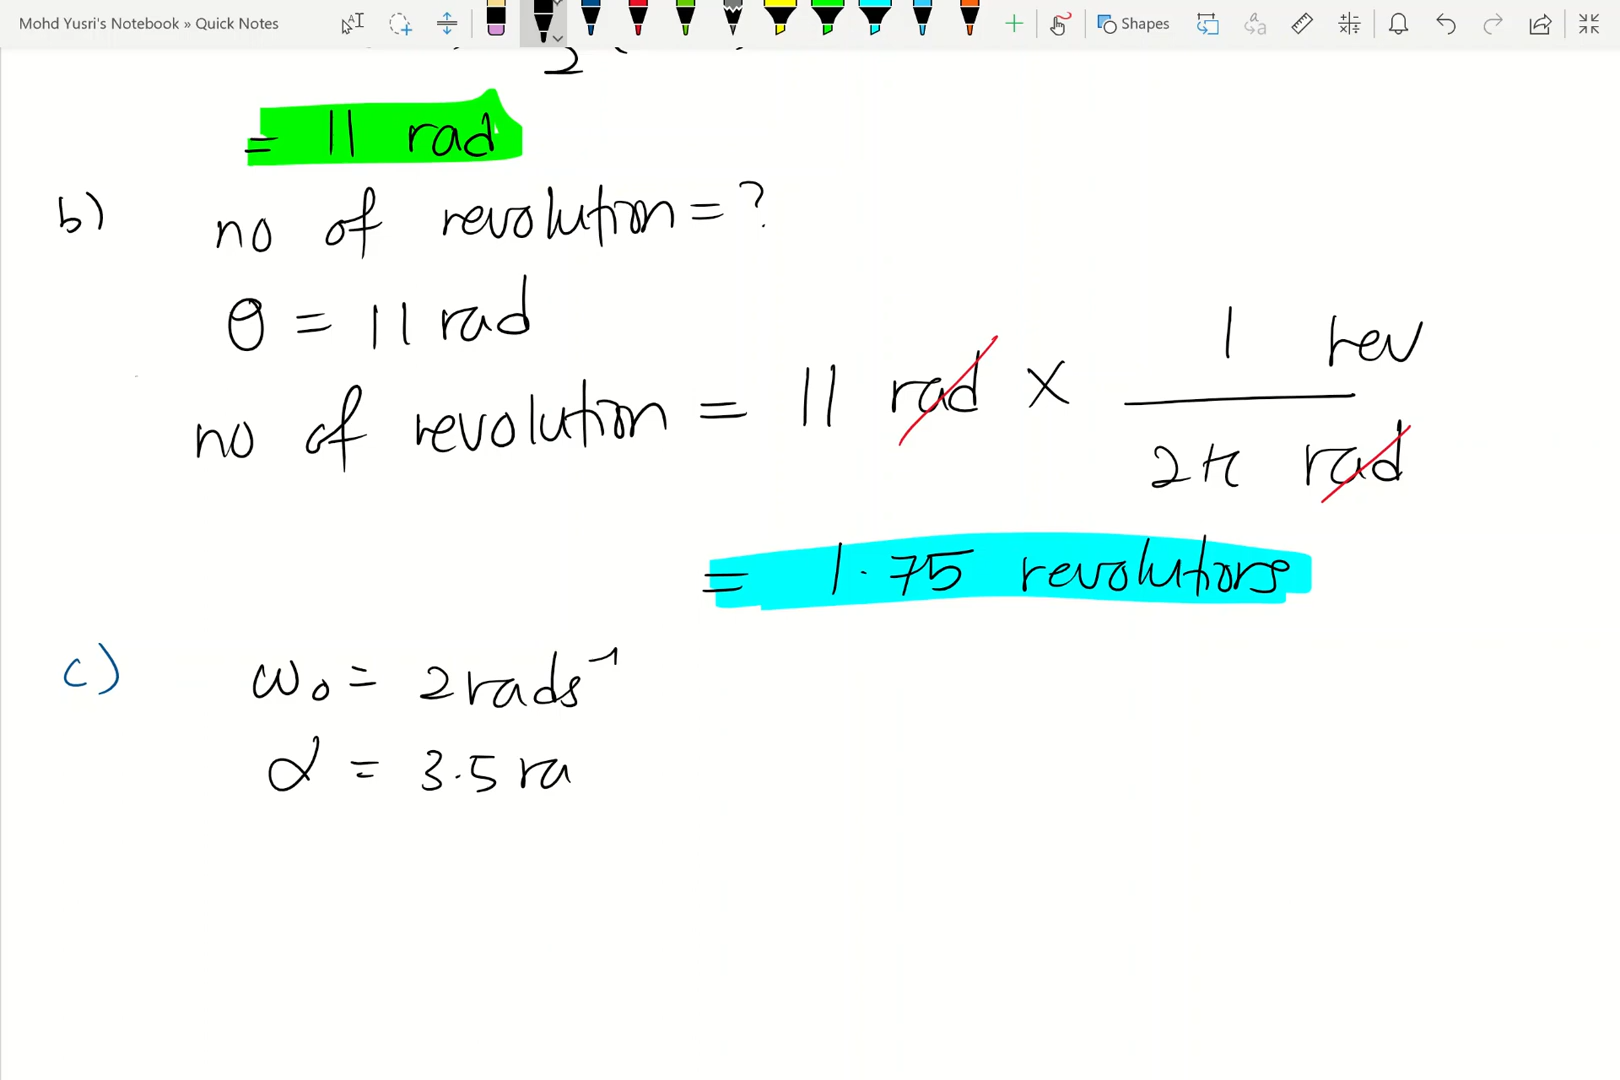 Mohd Yusri's Notebook » Quick Notes Shapes
2
= 11 rad
b) no of revolution = ?
θ = 11 rad
no of revolution = 11 rad × 1 rev
2π rad
= 1.75 revolutions
c) ω₀ = 2 rads⁻¹
α = 3.5 ra